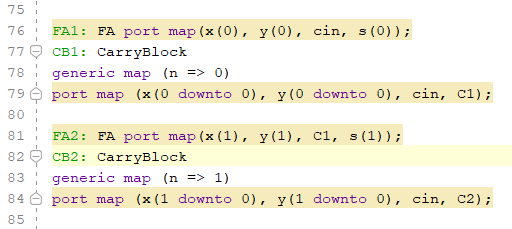 75
76 FA1: FA port map(x(0), y(0), cin, s(0));
77 CB1: CarryBlock
78 generic map (n => 0)
79 port map (x(0 downto 0), y(0 downto 0), cin, C1);
80
81 FA2: FA port map(x(1), y(1), C1, s(1));
82 CB2: CarryBlock
83 generic map (n => 1)
84 port map (x(1 downto 0), y(1 downto 0), cin, C2);
85